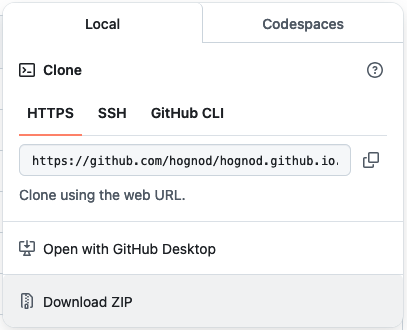 Local
Codespaces
Clone
HTTPS
SSH
GitHub CLI
https://github.com/hognod/hognod.github.io.
Clone using the web URL.
Open with GitHub Desktop
Download ZIP